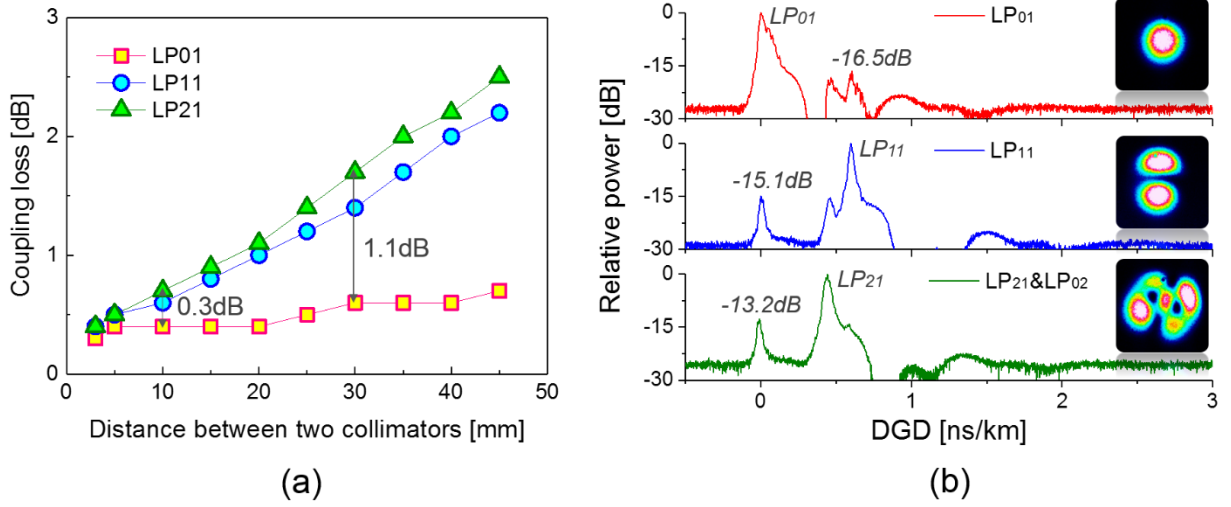 3
2
1
0
Coupling loss [dB]
LP01
LP11
LP21
0.3dB
1.1dB
0 10 20 30 40 50
Distance between two collimators [mm]
(a)
0
-15
-30
LP01
-16.5dB
LP01
0
-15
-30
-15.1dB
LP11
LP11
0
-15
-30
-13.2dB
LP21
LP21&LP02
Relative power [dB]
0 1 2 3
DGD [ns/km]
(b)